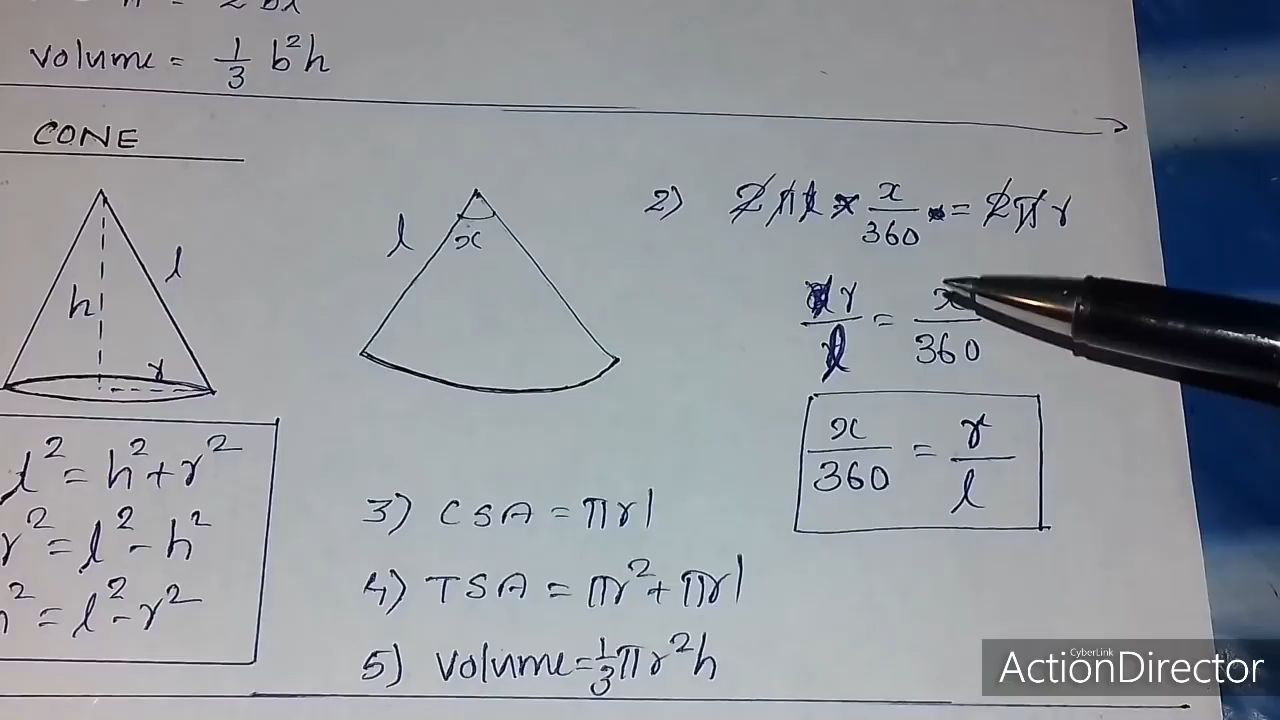 volume = 1/3 b²h
CONE
h
l
r
l
x
l² = h² + r²
r² = l² - h²
h² = l² - r²
2) 2πl × x/360 = 2πr
r/l = x/360
x/360 = r/l
3) CSA = πrl
4) TSA = πr² + πrl
5) volume = 1/3 πr²h
CyberLink
ActionDirector